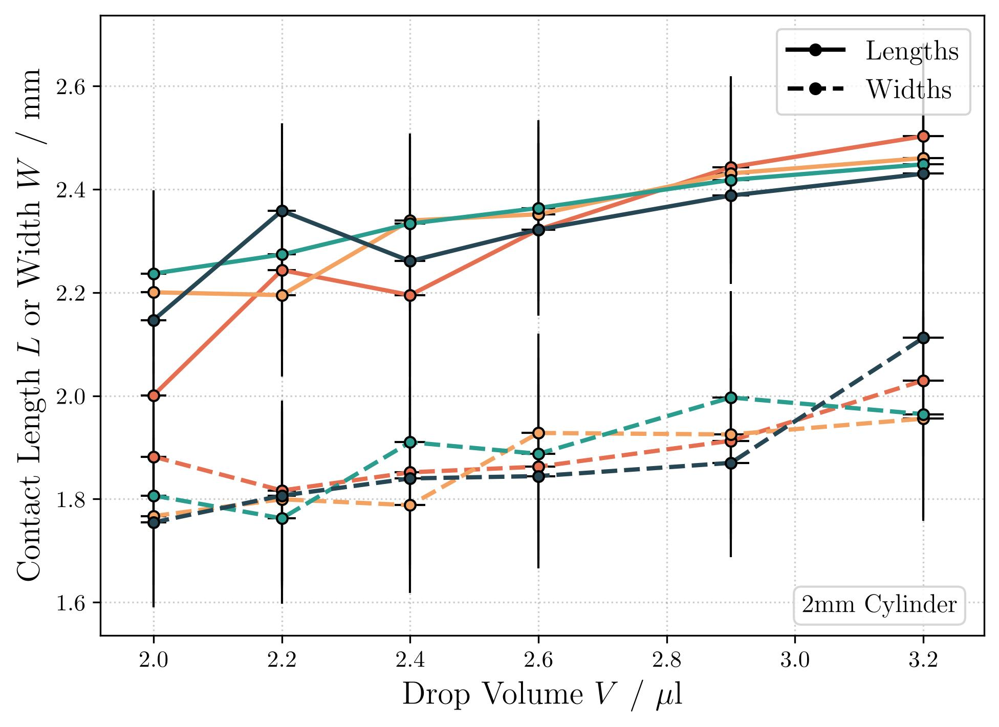 Lengths
Widths
2.6
2.4
2.2
2.0
1.8
1.6
Contact Length L or Width W / mm
2mm Cylinder
2.0 2.2 2.4 2.6 2.8 3.0 3.2
Drop Volume V / μl